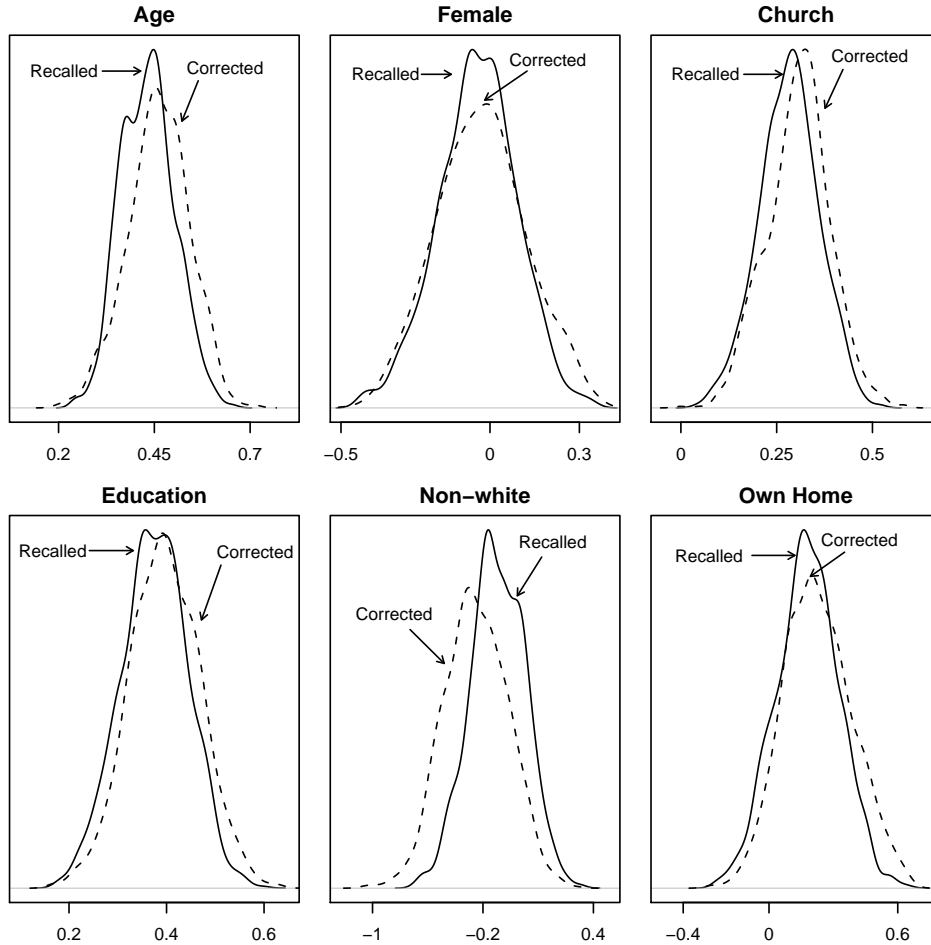 Age
Recalled
Corrected
0.2 0.45 0.7
Female
Recalled
Corrected
−0.5 0 0.3
Church
Recalled
Corrected
0 0.25 0.5
Education
Recalled
Corrected
0.2 0.4 0.6
Non−white
Recalled
Corrected
−1 −0.2 0.4
Own Home
Corrected
Recalled
−0.4 0 0.6